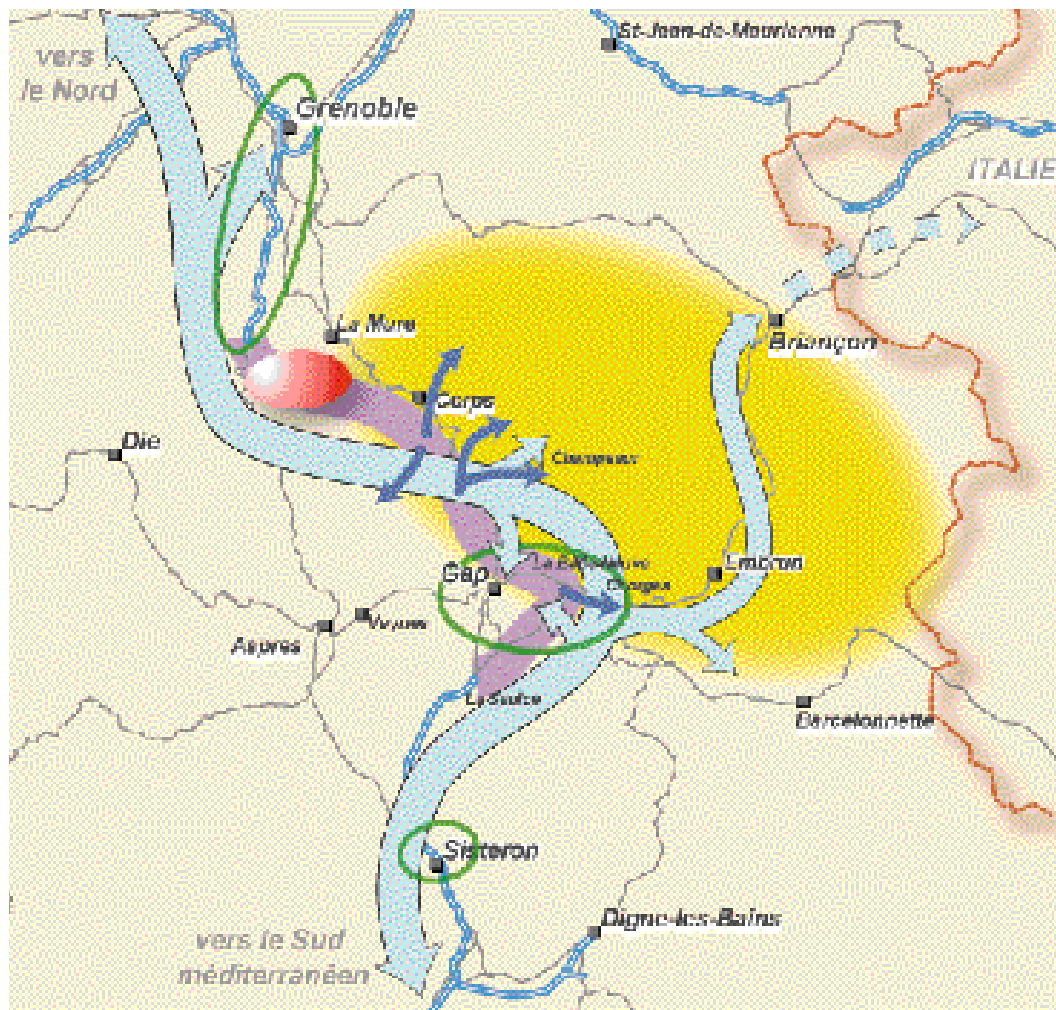 St-Jean-de-Maurienne
vers
le Nord
Grenoble
ITALIE
La Mure
Briançon
Corps
Die
Embrun
Gap
Chorges
Veynes
Aspres
La Saulce
Barcelonnette
Sisteron
Digne-les-Bains
vers le Sud
méditerranéen